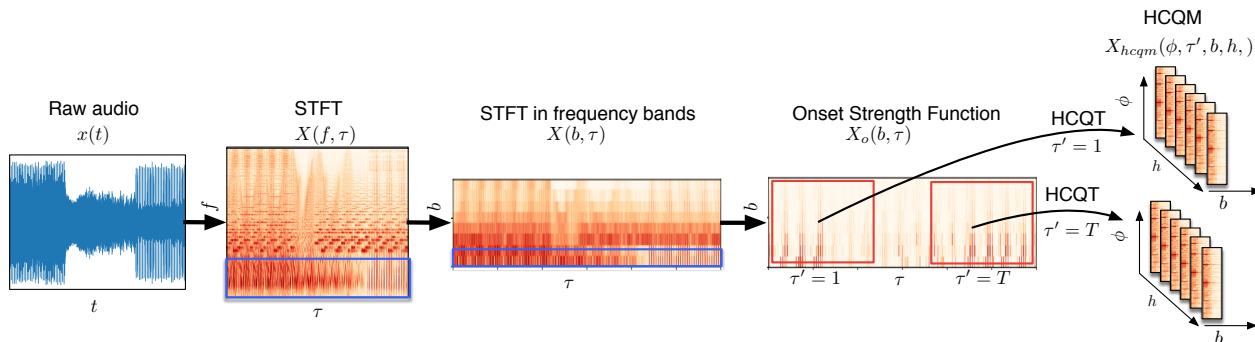 HCQM
X_{hcqm}(ϕ, τ', b, h, )
Raw audio
x(t)
STFT
X(f, τ)
STFT in frequency bands
X(b, τ)
Onset Strength Function
X_o(b, τ)
HCQT
τ' = 1
ϕ
h
b
f
b
b
HCQT
τ' = T
ϕ
h
b
t
τ
τ
τ' = 1
τ
τ' = T